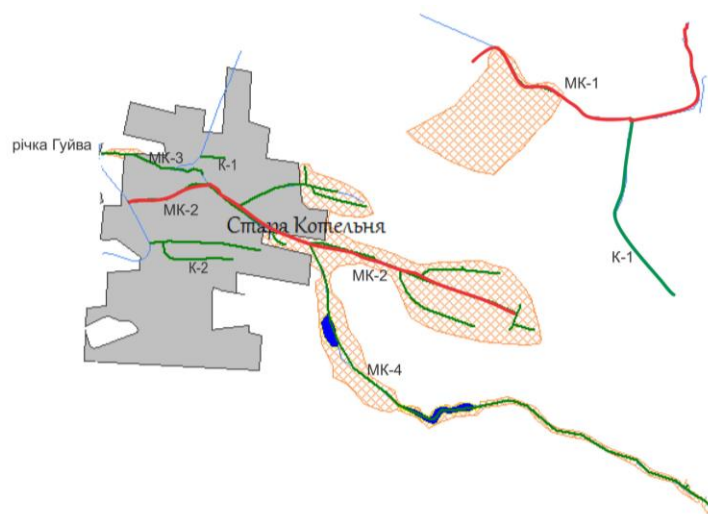 МК-1
річка Гуйва
МК-3
К-1
МК-2
Стара Котельня
К-2
МК-2
К-1
МК-4